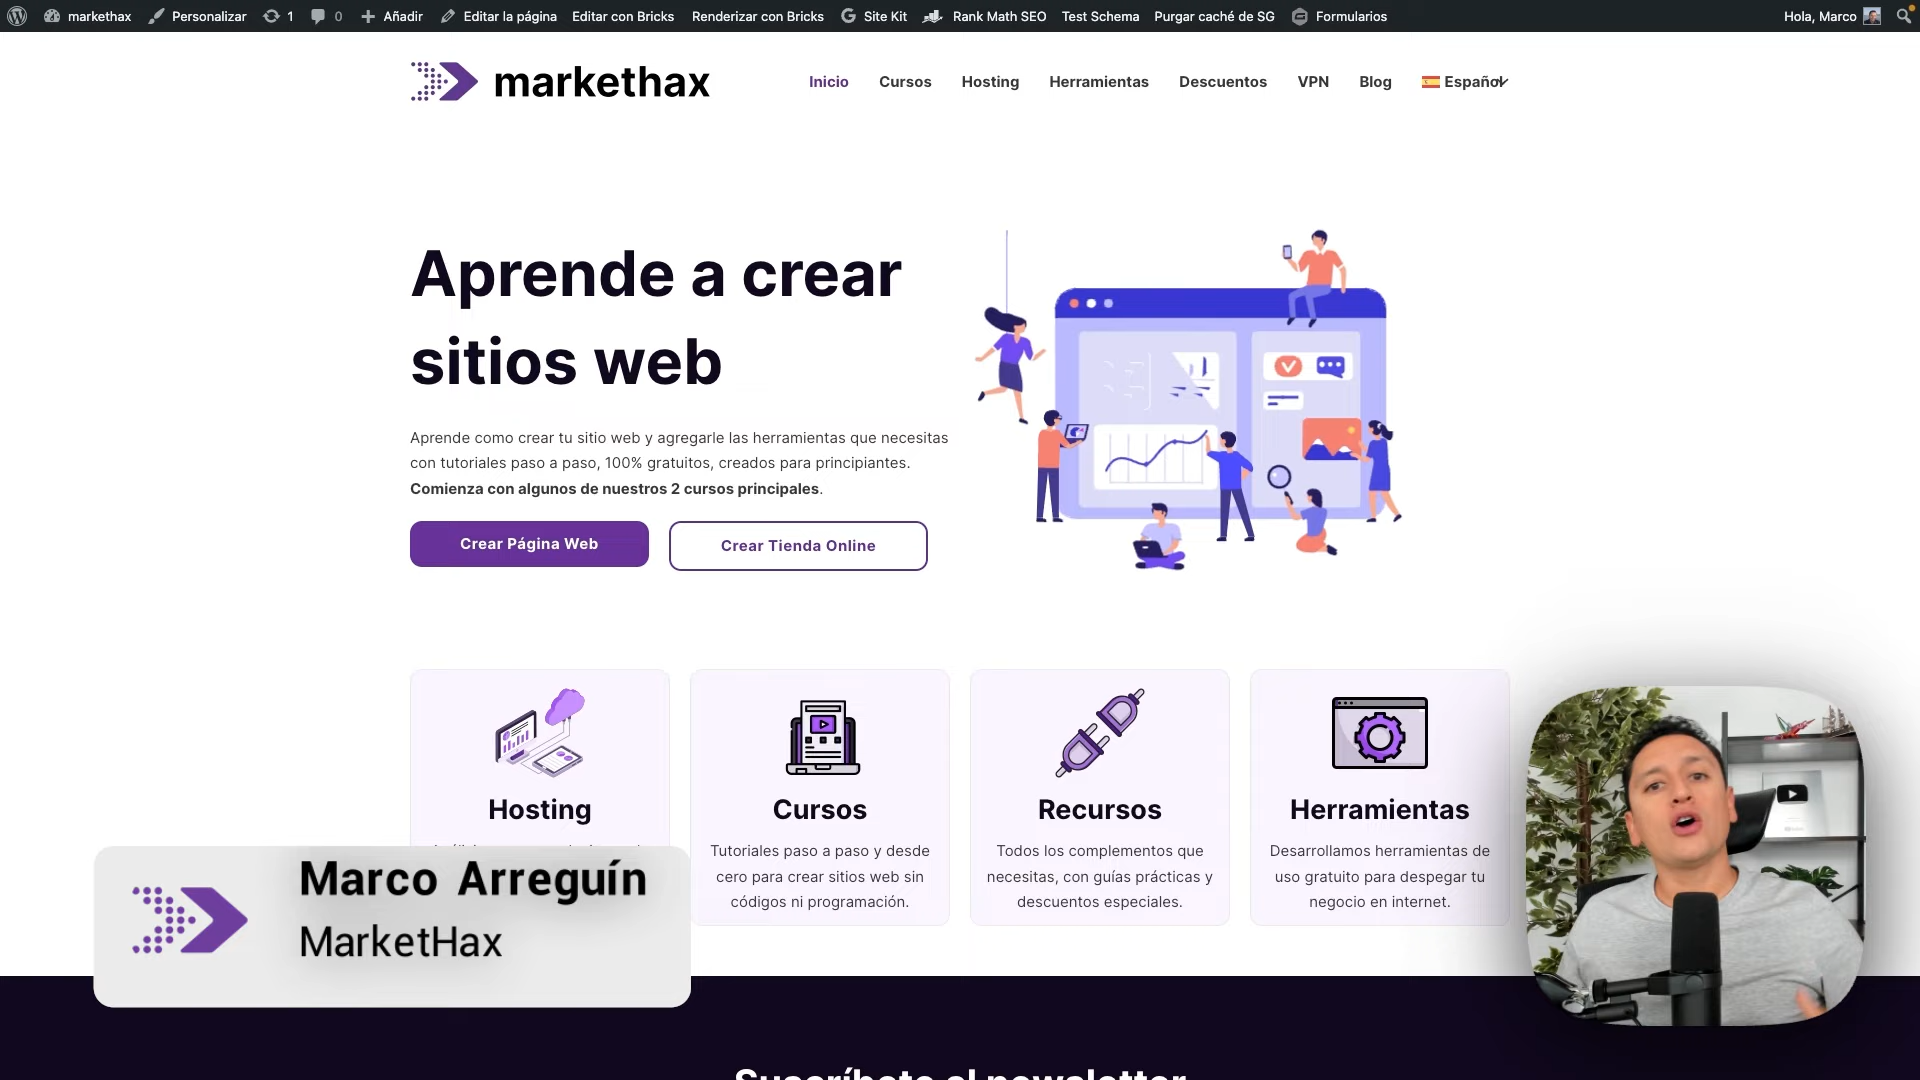 markethax Personalizar 1 0 Añadir Editar la página Editar con Bricks Renderizar con Bricks Site Kit Rank Math SEO Test Schema Purgar caché de SG Formularios Hola, Marco
markethax
Inicio Cursos Hosting Herramientas Descuentos VPN Blog Español
Aprende a crear
sitios web
Aprende como crear tu sitio web y agregarle las herramientas que necesitas
con tutoriales paso a paso, 100% gratuitos, creados para principiantes.
Comienza con algunos de nuestros 2 cursos principales.
Crear Página Web
Crear Tienda Online
Hosting
Cursos
Tutoriales paso a paso y desde
cero para crear sitios web sin
códigos ni programación.
Recursos
Todos los complementos que
necesitas, con guías prácticas y
descuentos especiales.
Herramientas
Desarrollamos herramientas de
uso gratuito para despegar tu
negocio en internet.
Marco Arreguín
MarketHax
Suscríbete al newsletter